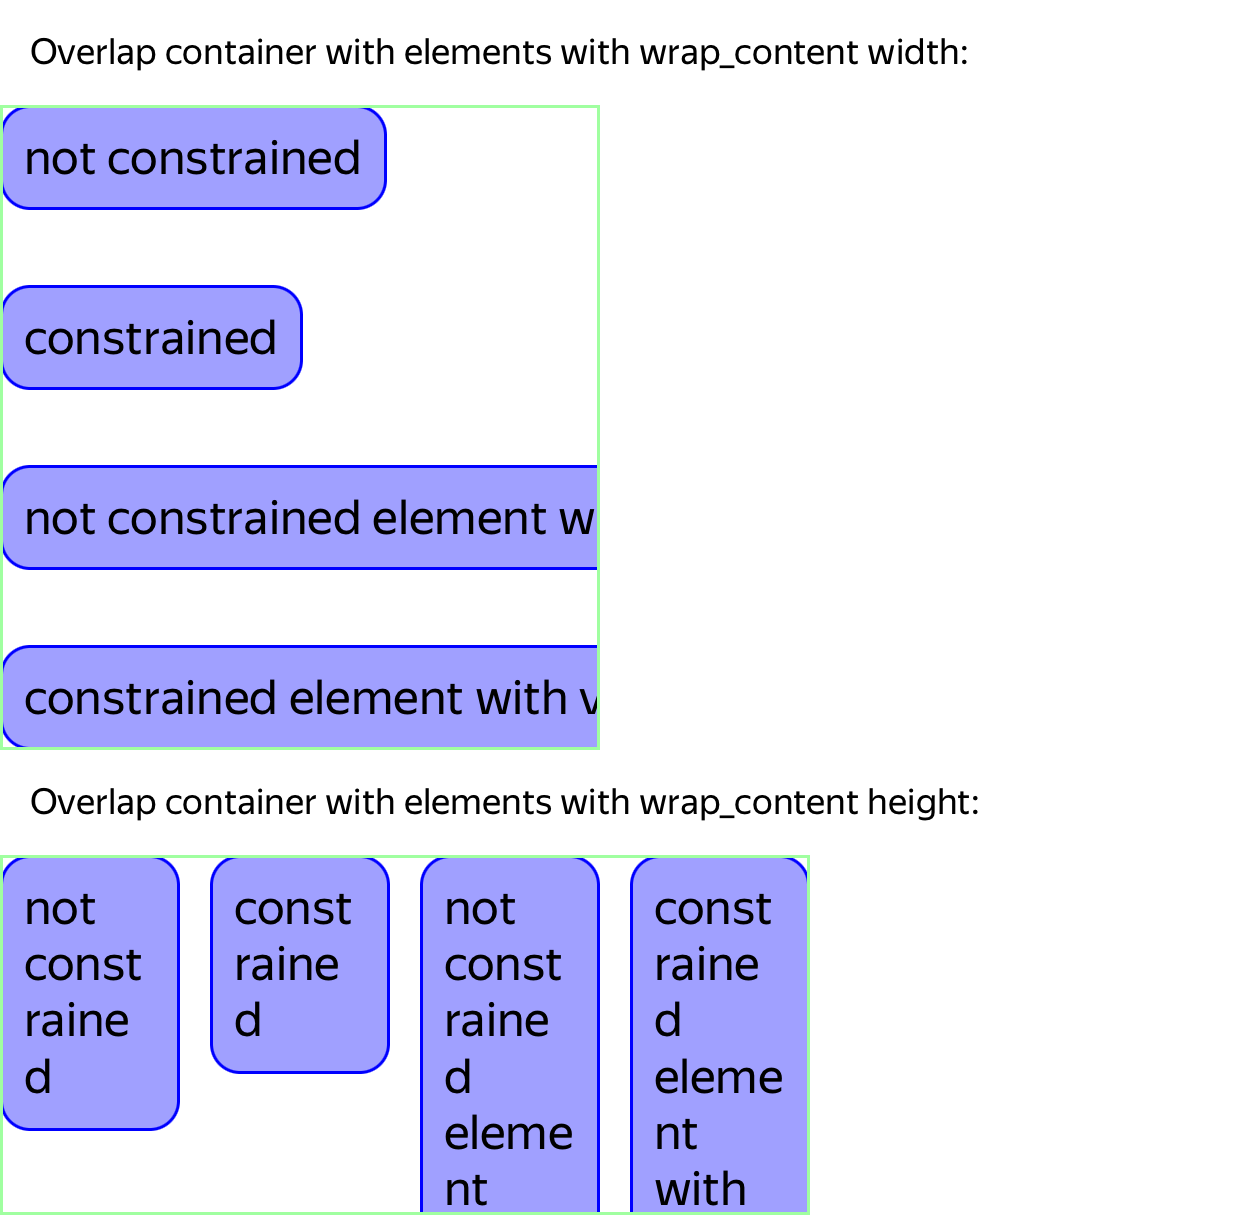 Overlap container with elements with wrap_content width:
not constrained
constrained
not constrained element w
constrained element with
Overlap container with elements with wrap_content height:
not
const
raine
d
const
raine
d
not
const
raine
d
eleme
nt
const
raine
d
eleme
nt
with